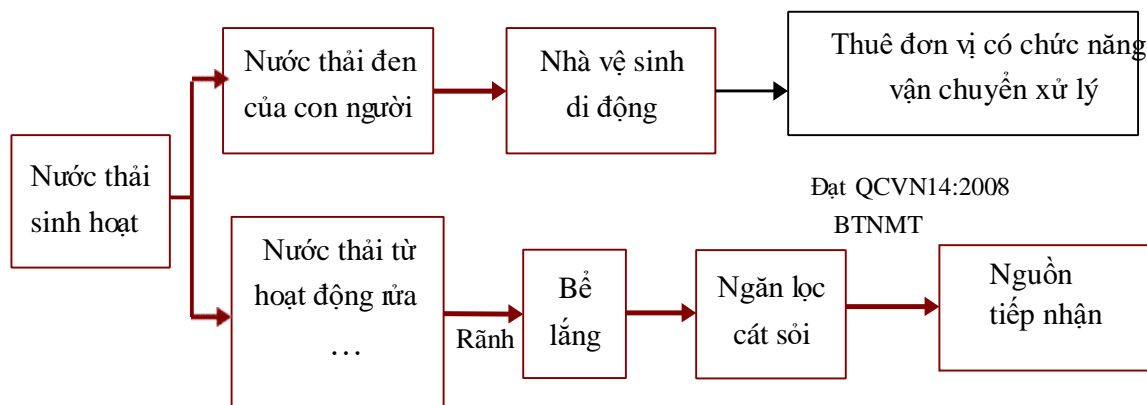 Nước thải đen
của con người
Nhà vệ sinh
di động
Thuê đơn vị có chức năng
vận chuyển xử lý
Nước thải
sinh hoạt
Đạt QCVN14:2008
BTNMT
Nước thải từ
hoạt động rửa
…
Rãnh
Bể
lắng
Ngăn lọc
cát sỏi
Nguồn
tiếp nhận